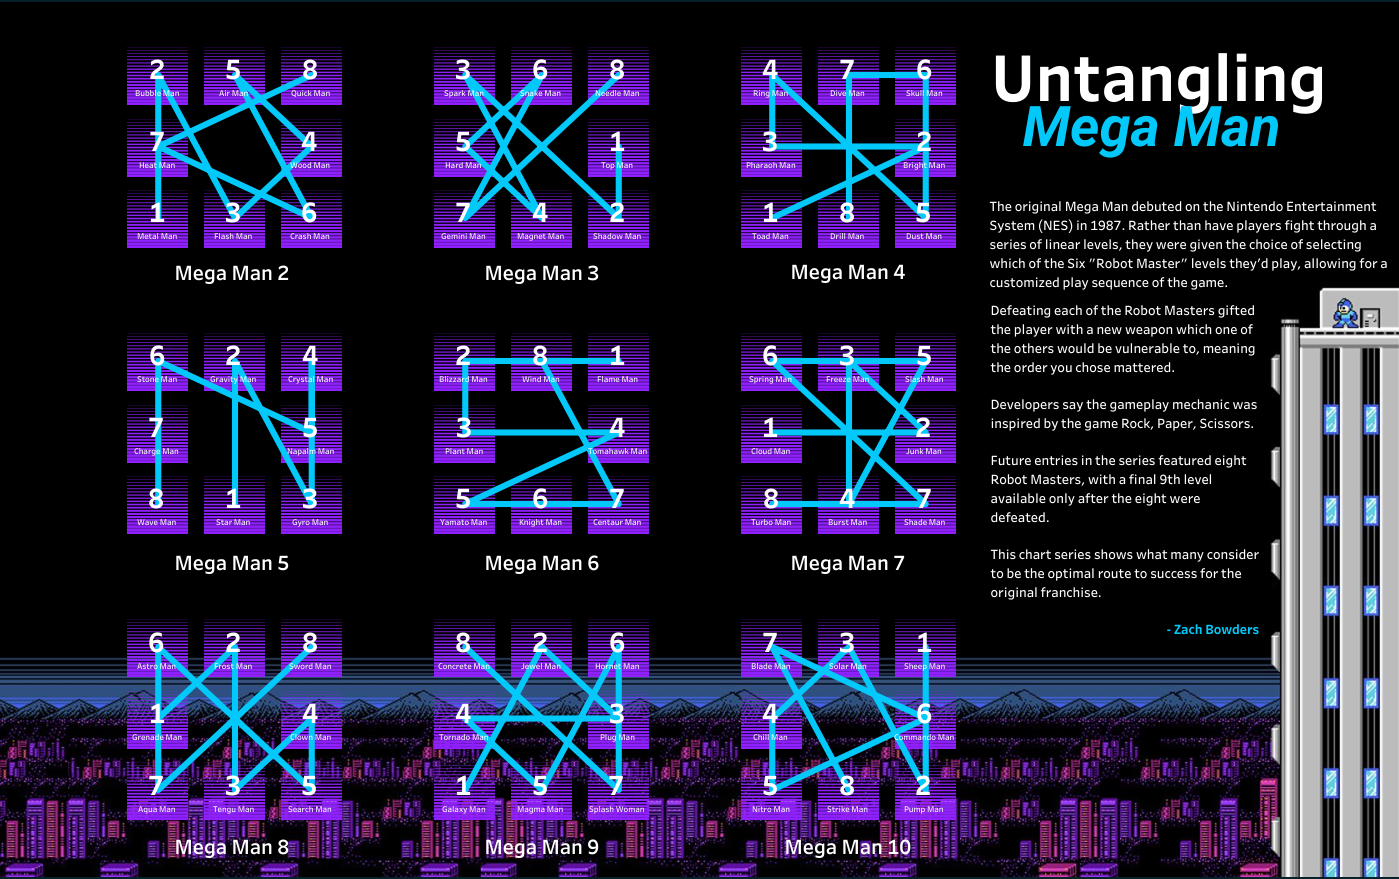 Untangling
Mega Man
The original Mega Man debuted on the Nintendo Entertainment
System (NES) in 1987. Rather than have players fight through a
series of linear levels, they were given the choice of selecting
which of the Six "Robot Master" levels they'd play, allowing for a
customized play sequence of the game.
Defeating each of the Robot Masters gifted
the player with a new weapon which one of
the others would be vulnerable to, meaning
the order you chose mattered.
Developers say the gameplay mechanic was
inspired by the game Rock, Paper, Scissors.
Future entries in the series featured eight
Robot Masters, with a final 9th level
available only after the eight were
defeated.
This chart series shows what many consider
to be the optimal route to success for the
original franchise.
- Zach Bowders
2 5 8
Bubble Man Air Man Quick Man
7 4
Heat Man Wood Man
1 3 6
Metal Man Flash Man Crash Man
Mega Man 2
3 6 8
Spark Man Snake Man Needle Man
5 1
Hard Man Top Man
7 4 2
Gemini Man Magnet Man Shadow Man
Mega Man 3
4 7 6
Ring Man Dive Man Skull Man
3 2
Pharaoh Man Bright Man
1 8 5
Toad Man Drill Man Dust Man
Mega Man 4
6 2 4
Stone Man Gravity Man Crystal Man
7 5
Charge Man Napalm Man
8 1 3
Wave Man Star Man Gyro Man
Mega Man 5
2 8 1
Blizzard Man Wind Man Flame Man
3 4
Plant Man Tomahawk Man
5 6 7
Yamato Man Knight Man Centaur Man
Mega Man 6
6 3 5
Spring Man Freeze Man Slash Man
1 2
Cloud Man Junk Man
8 4 7
Turbo Man Burst Man Shade Man
Mega Man 7
6 2 8
Astro Man Frost Man Sword Man
1 4
Grenade Man Clown Man
7 3 5
Aqua Man Tengu Man Search Man
Mega Man 8
8 2 6
Concrete Man Jewel Man Hornet Man
4 3
Tornado Man Plug Man
1 5 7
Galaxy Man Magma Man Splash Woman
Mega Man 9
7 3 1
Blade Man Solar Man Sheep Man
4 6
Chill Man Commando Man
5 8 2
Nitro Man Strike Man Pump Man
Mega Man 10